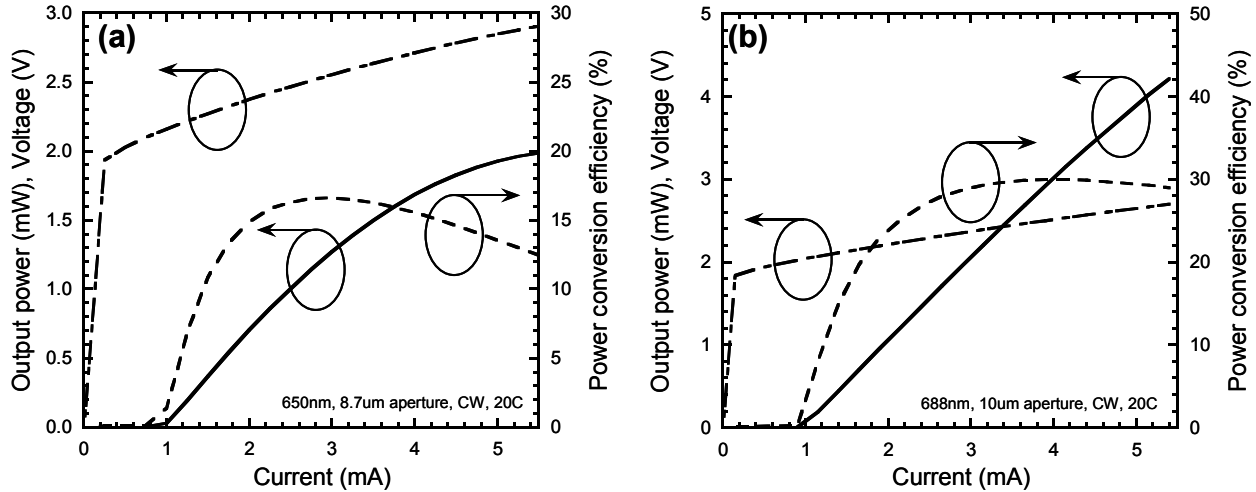 (a)
Output power (mW), Voltage (V)
3.0
2.5
2.0
1.5
1.0
0.5
0.0
30
25
20
15
10
5
0
Power conversion efficiency (%)
650nm, 8.7um aperture, CW, 20C
0 1 2 3 4 5
Current (mA)
(b)
Output power (mW), Voltage (V)
5
4
3
2
1
0
50
40
30
20
10
0
Power conversion efficiency (%)
688nm, 10um aperture, CW, 20C
0 1 2 3 4 5
Current (mA)